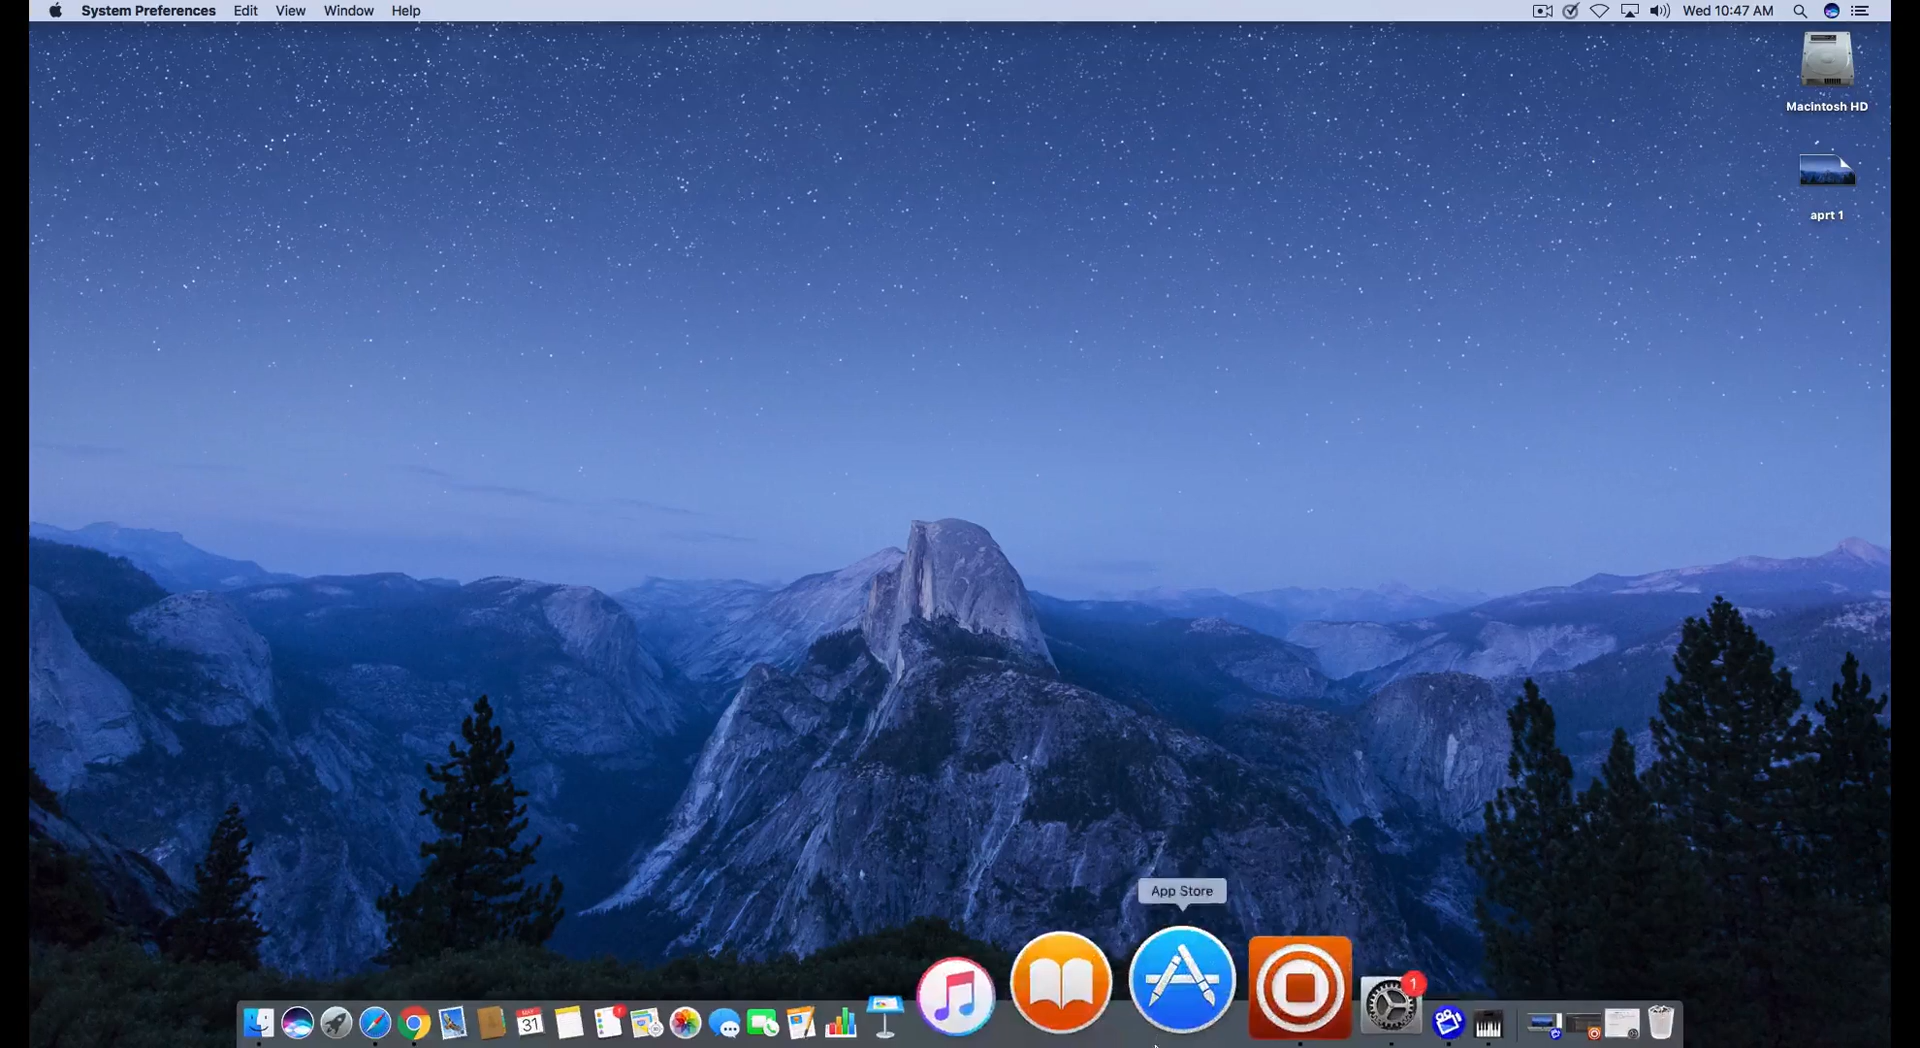 System Preferences Edit View Window Help Wed 10:47 AM
Macintosh HD
aprt 1
App Store
1
31